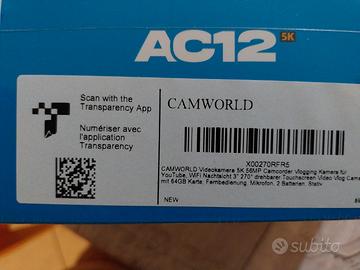 AC12 5K
Scan with the
Transparency App
Numériser avec
l'application
Transparency
CAMWORLD
X00270RFR5
CAMWORLD Videokamera 5K 56MP Camcorder Vlogging Kamera für
YouTube, WiFi Nachtsicht 3" 270° drehbarer Touchscreen Video Vlog Came
mit 64GB Karte, Fernbedienung, Mikrofon, 2 Batterien, Stativ
NEW
subito